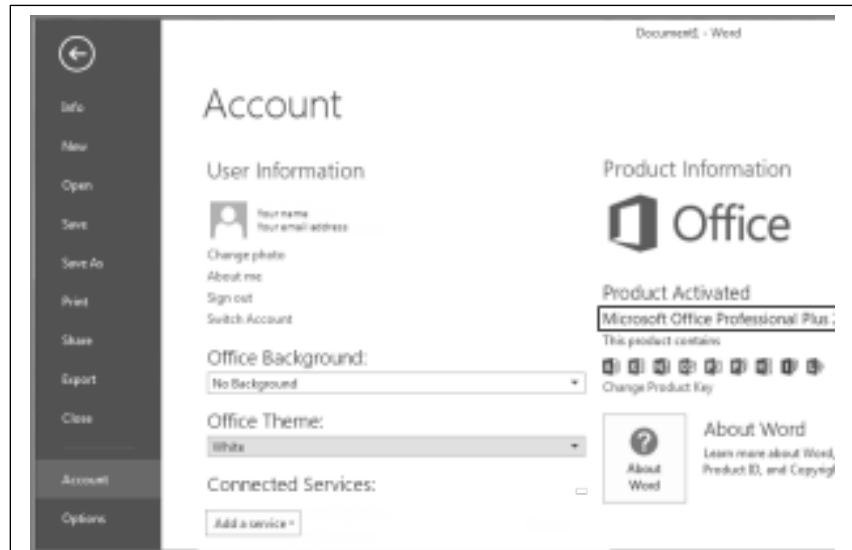 Document1 - Word
Info
New
Open
Save
Save As
Print
Share
Export
Close
Account
Options
Account
User Information
Your name
Your email address
Change photo
About me
Sign out
Switch Account
Office Background:
No Background
Office Theme:
White
Connected Services:
Add a service
Product Information
Office
Product Activated
Microsoft Office Professional Plus
This product contains
Change Product Key
About Word
Learn more about Word,
Product ID, and Copyrig
?
About
Word